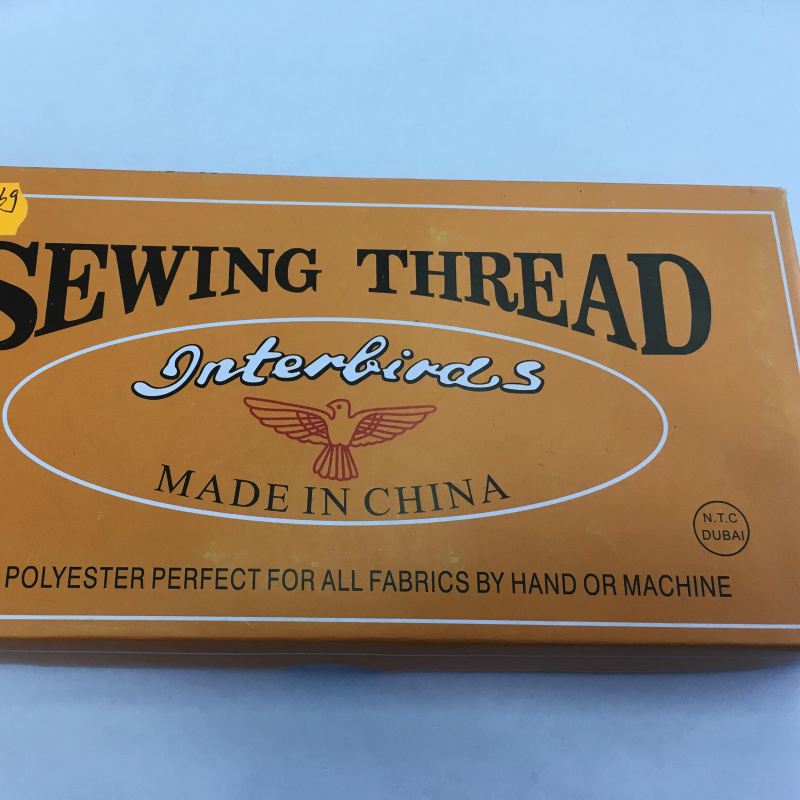 SEWING THREAD
Interbirds
MADE IN CHINA
N.T.C
DUBAI
POLYESTER PERFECT FOR ALL FABRICS BY HAND OR MACHINE